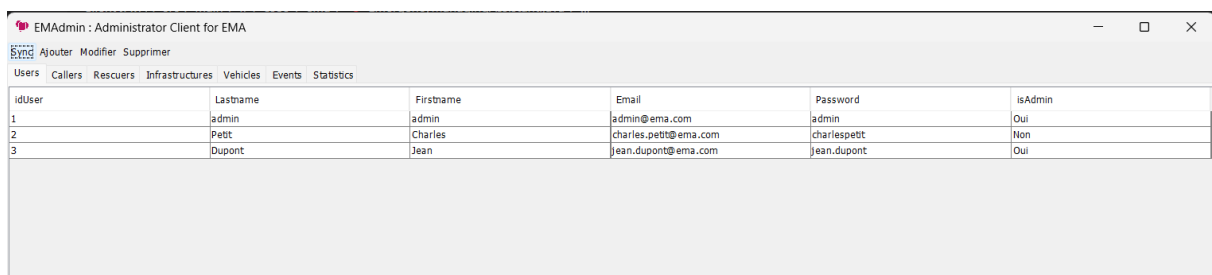 EMAdmin : Administrator Client for EMA
Sync Ajouter Modifier Supprimer
Users Callers Rescuers Infrastructures Vehicles Events Statistics
idUser Lastname Firstname Email Password isAdmin
1 admin admin admin@ema.com admin Oui
2 Petit Charles charles.petit@ema.com charlespetit Non
3 Dupont Jean jean.dupont@ema.com jean.dupont Oui